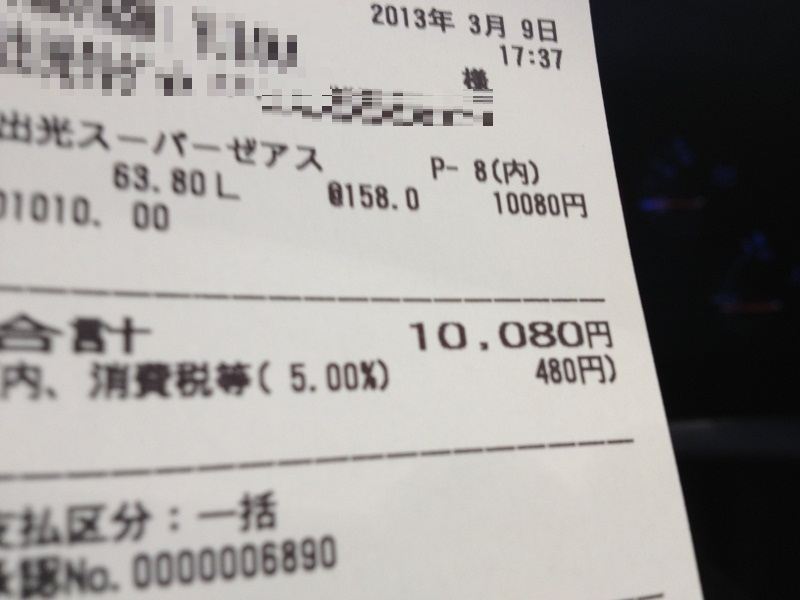 2013年 3月 9日
17:37
様
出光スーパーゼアス
P- 8(内)
63.80L @158.0 10080円
01010. 00
合計 10,080円
内、消費税等( 5.00%) 480円)
支払区分:一括
承認No.0000006890